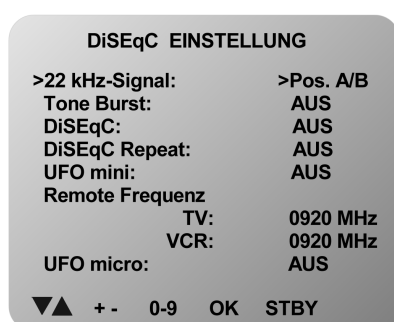 DiSEqC EINSTELLUNG
>22 kHz-Signal: >Pos. A/B
Tone Burst: AUS
DiSEqC: AUS
DiSEqC Repeat: AUS
UFO mini: AUS
Remote Frequenz
TV: 0920 MHz
VCR: 0920 MHz
UFO micro: AUS
▼▲ + - 0-9 OK STBY